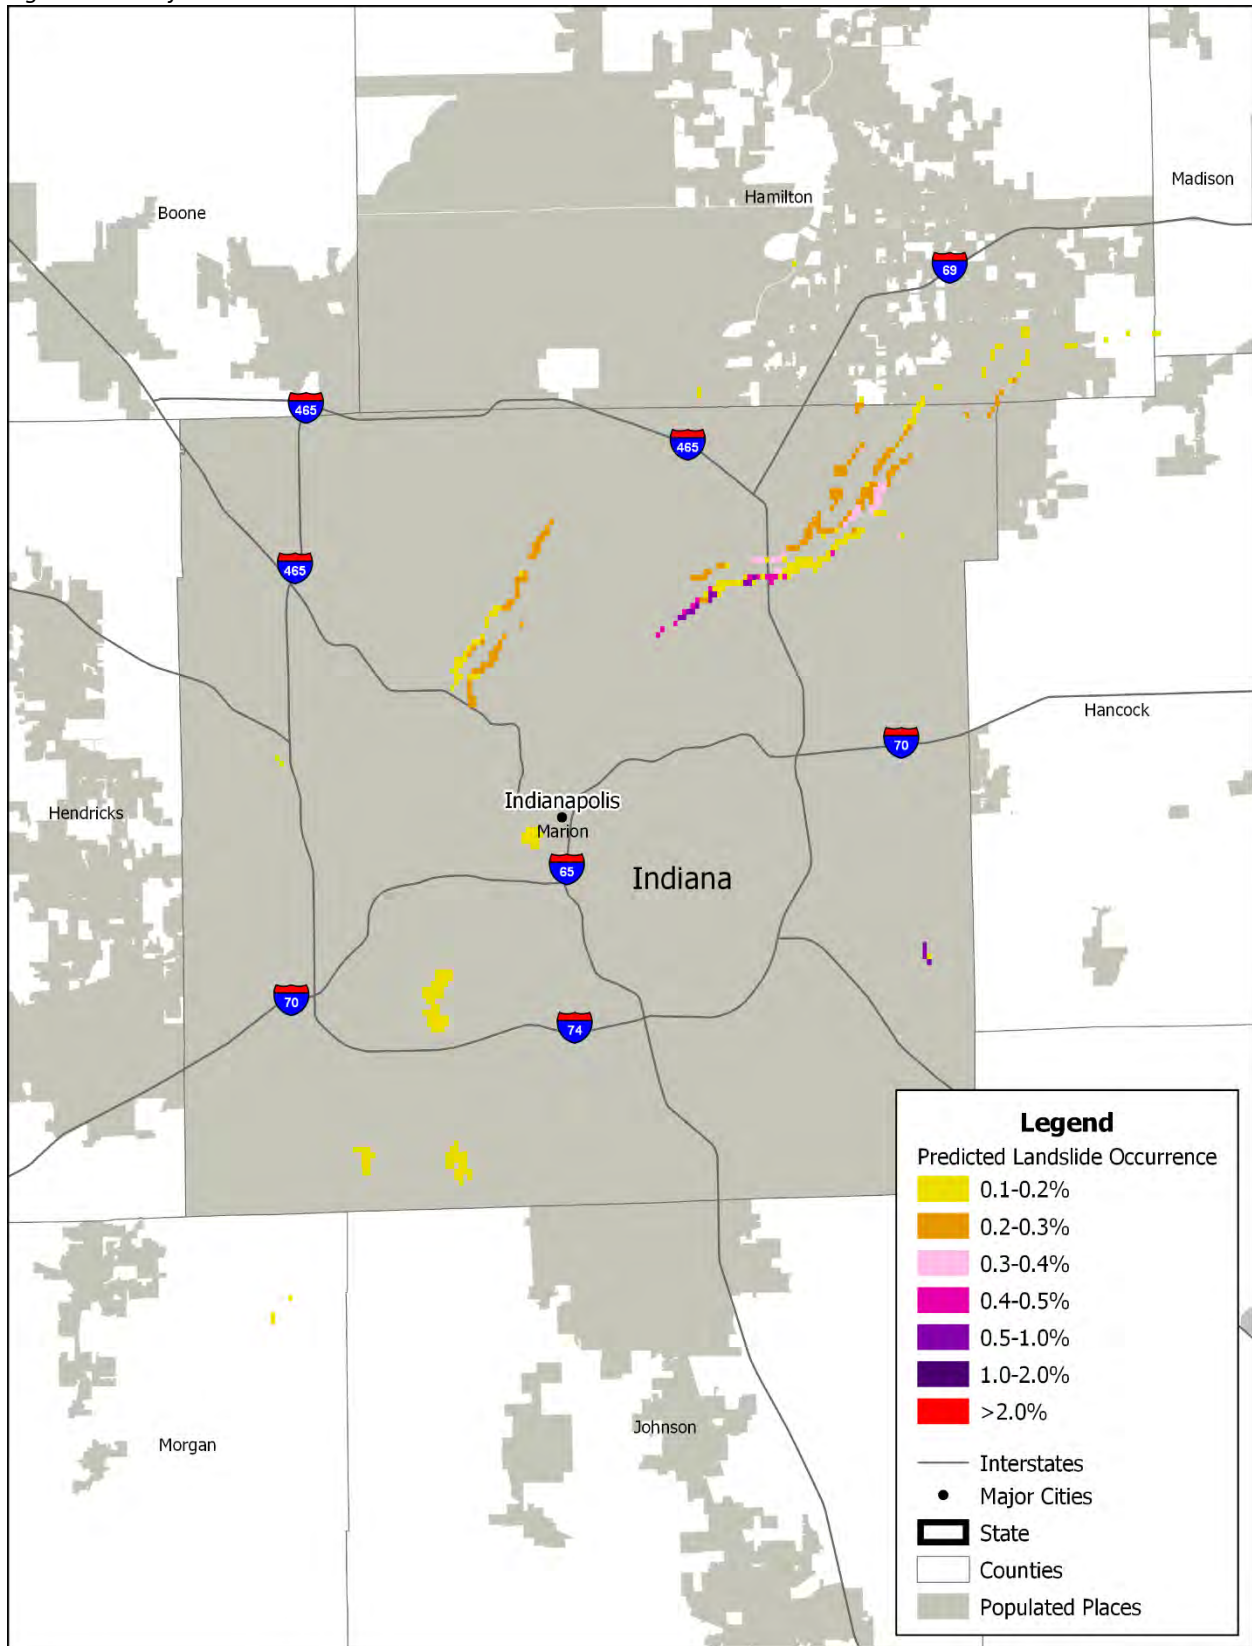 Madison
Hamilton
Boone
69
465
465
465
Hancock
70
Hendricks
Indianapolis
Marion
65
Indiana
70
74
Legend
Predicted Landslide Occurrence
0.1-0.2%
0.2-0.3%
0.3-0.4%
0.4-0.5%
0.5-1.0%
1.0-2.0%
>2.0%
Interstates
Major Cities
State
Counties
Populated Places
Johnson
Morgan